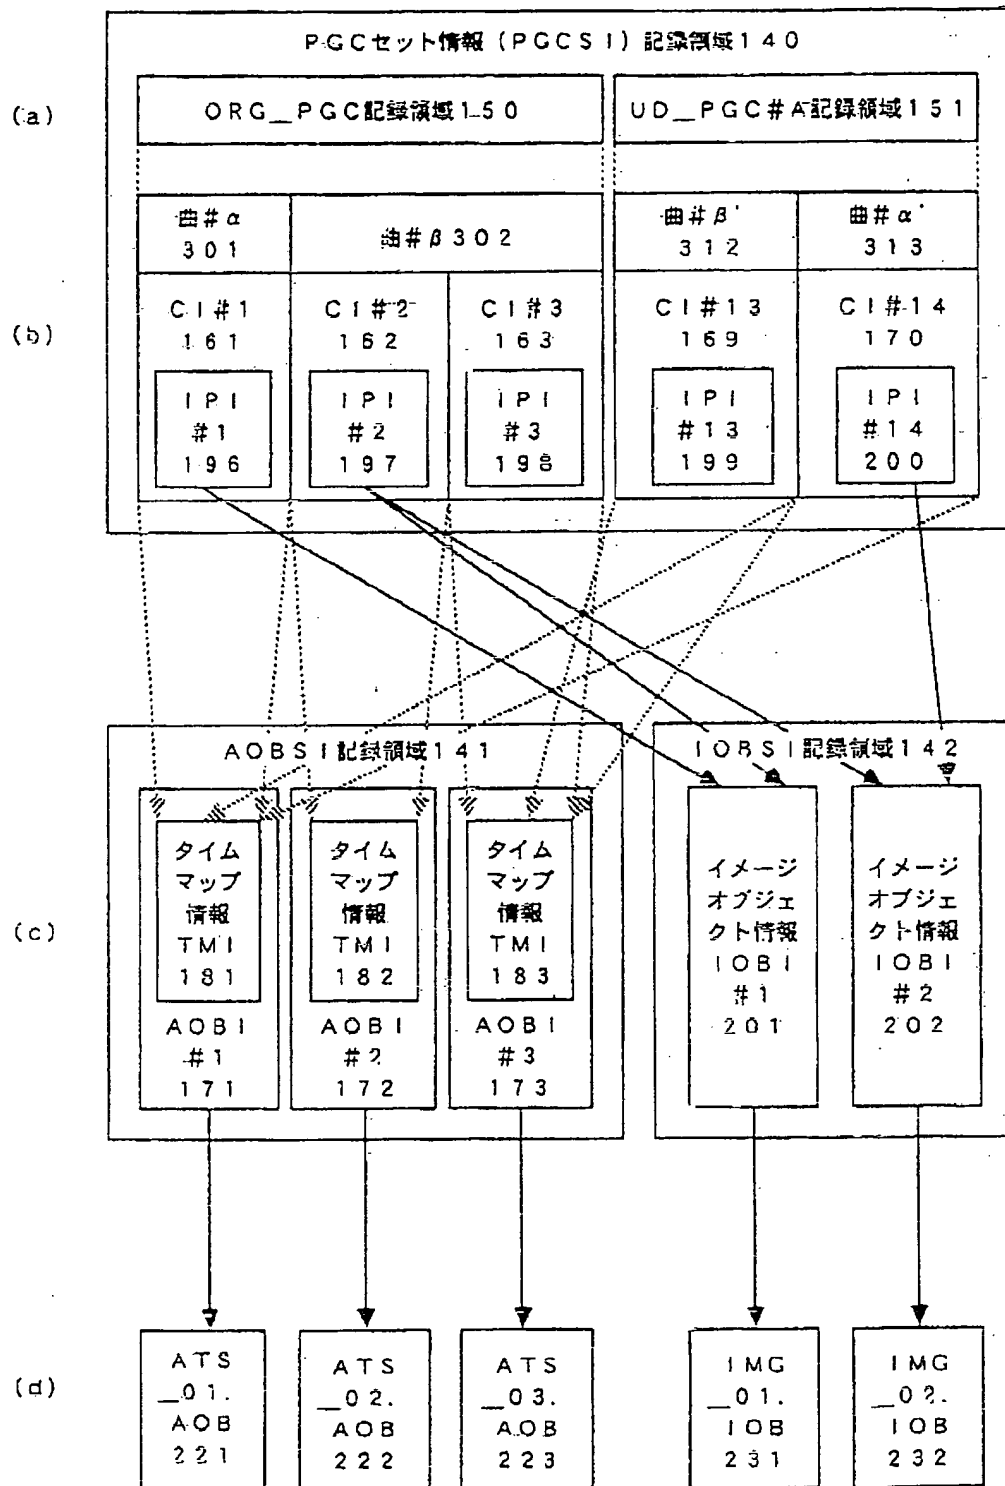 PGCセット情報(PGCSI)記録領域140
(a)
ORG__PGC記録領域150
UD__PGC#A記録領域151
曲#α
301
曲#β302
曲#β'
312
曲#α'
313
(b)
CI#1
161
CI#2
162
CI#3
163
CI#13
169
CI#14
170
IPI
#1
196
IPI
#2
197
IPI
#3
198
IPI
#13
199
IPI
#14
200
AOBSI記録領域141
IOBSI記録領域142
(c)
タイム
マップ
情報
TMI
181
タイム
マップ
情報
TMI
182
タイム
マップ
情報
TMI
183
AOBI
#1
171
AOBI
#2
172
AOBI
#3
173
イメージ
オブジェ
クト情報
IOBI
#1
201
イメージ
オブジェ
クト情報
IOBI
#2
202
(d)
ATS
__01.
AOB
221
ATS
__02.
AOB
222
ATS
__03.
AOB
223
IMG
__01.
IOB
231
IMG
__02.
IOB
232